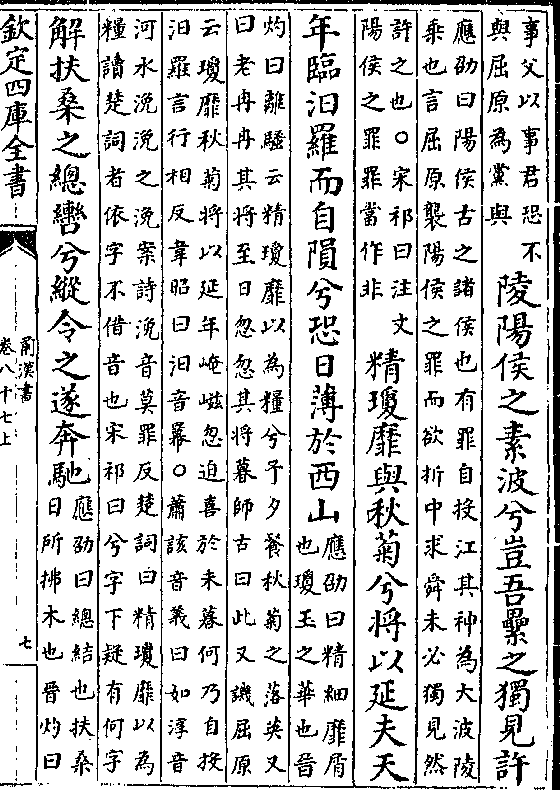 事父以事君恐不
與屈原為黨與
陵陽侯之素波兮豈吾纍之獨見許
應劭曰陽侯古之諸侯也有罪自投江其神為大波陵
乘也言屈原襲陽侯之罪而欲折中求舜未必獨見然
許之也○宋祁曰注文
陽侯之罪罪當作非
精瓊靡與秋菊兮將以延夫天
年臨汨羅而自隕兮恐日薄於西山
應劭曰精細靡屑
也瓊玉之華也晉
灼曰離騷云精瓊靡以為糧兮予夕餐秋菊之落英又
曰老冉冉其將至日忽忽其將暮師古曰此又譏屈原
云瓊靡秋菊將以延年崦嵫忽迫喜於未暮何乃自投
汨羅言行相反韋昭曰汨音羃○蕭該音義曰如淳音
河水浼浼之浼案詩浼音莫罪反楚詞曰精瓊靡以為
糧讀楚詞者依字不借音也宋祁曰兮字下疑有何字
解扶桑之總轡兮縱令之遂奔馳
應劭曰總結也扶桑
日所拂木也晉灼曰
欽定四庫全書
前漢書
卷八十七上
七